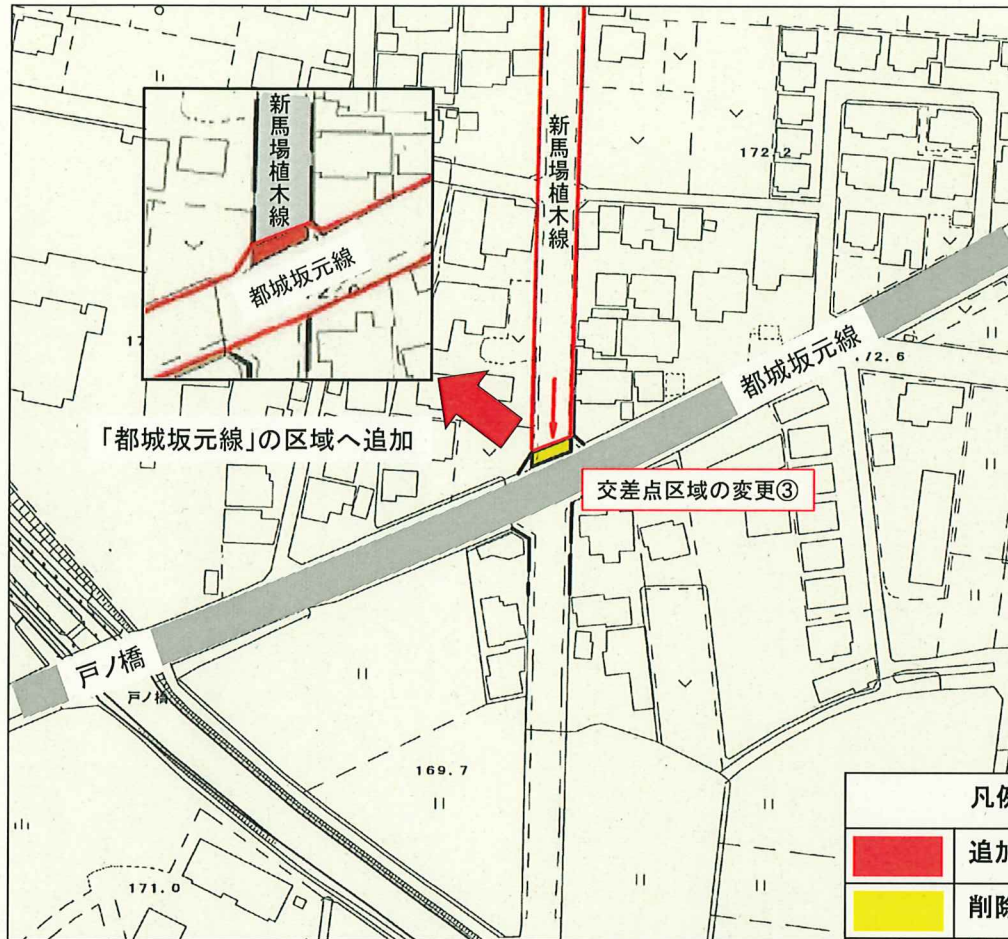 新馬場植木線
都城坂元線
新馬場植木線
172.2
都城坂元線
172.6
「都城坂元線」の区域へ追加
交差点区域の変更③
戸ノ橋
戸ノ橋
169.7
171.0
凡例
追加
削除